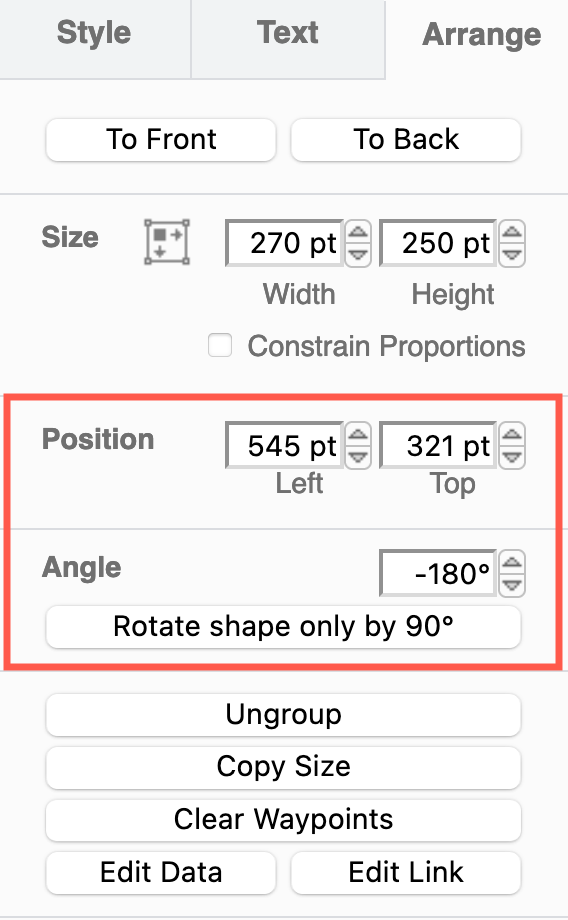 Style Text Arrange
To Front To Back
Size 270 pt 250 pt
Width Height
Constrain Proportions
Position 545 pt 321 pt
Left Top
Angle -180°
Rotate shape only by 90°
Ungroup
Copy Size
Clear Waypoints
Edit Data Edit Link